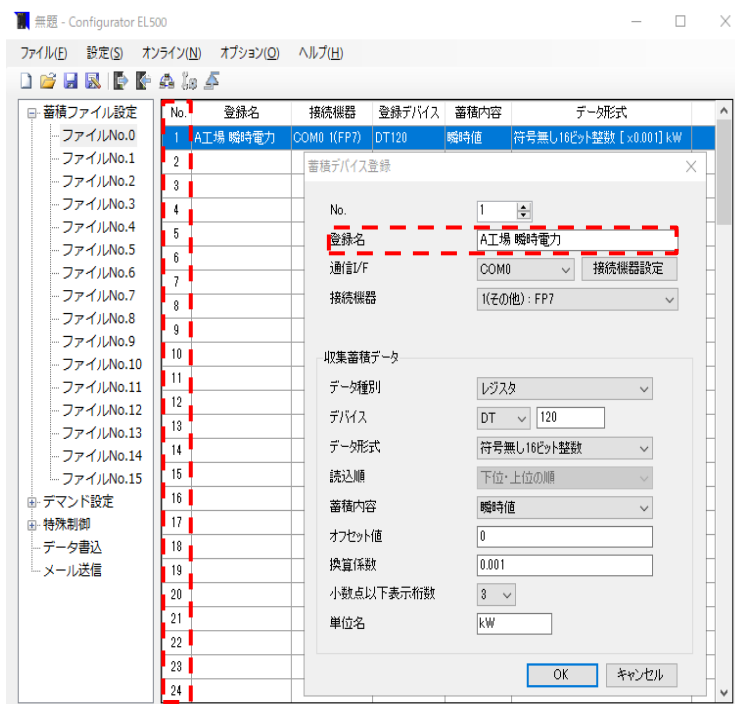 無題 - Configurator EL500
ファイル(F) 設定(S) オンライン(N) オプション(O) ヘルプ(H)
蓄積ファイル設定
ファイルNo.0
ファイルNo.1
ファイルNo.2
ファイルNo.3
ファイルNo.4
ファイルNo.5
ファイルNo.6
ファイルNo.7
ファイルNo.8
ファイルNo.9
ファイルNo.10
ファイルNo.11
ファイルNo.12
ファイルNo.13
ファイルNo.14
ファイルNo.15
デマンド設定
特殊制御
データ書込
メール送信
No. 登録名 接続機器 登録デバイス 蓄積内容 データ形式
1 A工場 瞬時電力 COM0 1(FP7) DT120 瞬時値 符号無し16ビット整数 [ x0.001] kW
2
3
4
5
6
7
8
9
10
11
12
13
14
15
16
17
18
19
20
21
22
23
24
蓄積デバイス登録
No. 1
登録名 A工場 瞬時電力
通信I/F COM0 接続機器設定
接続機器 1(その他) : FP7
収集蓄積データ
データ種別 レジスタ
デバイス DT 120
データ形式 符号無し16ビット整数
読込順 下位・上位の順
蓄積内容 瞬時値
オフセット値 0
換算係数 0.001
小数点以下表示桁数 3
単位名 kW
OK キャンセル